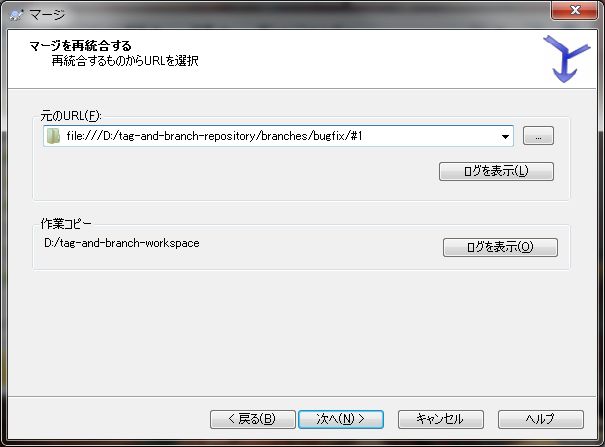 マージ
マージを再統合する
再統合するものからURLを選択
元のURL(F):
file:///D:/tag-and-branch-repository/branches/bugfix/#1
...
ログを表示(L)
作業コピー
D:/tag-and-branch-workspace
ログを表示(O)
< 戻る(B)
次へ(N) >
キャンセル
ヘルプ